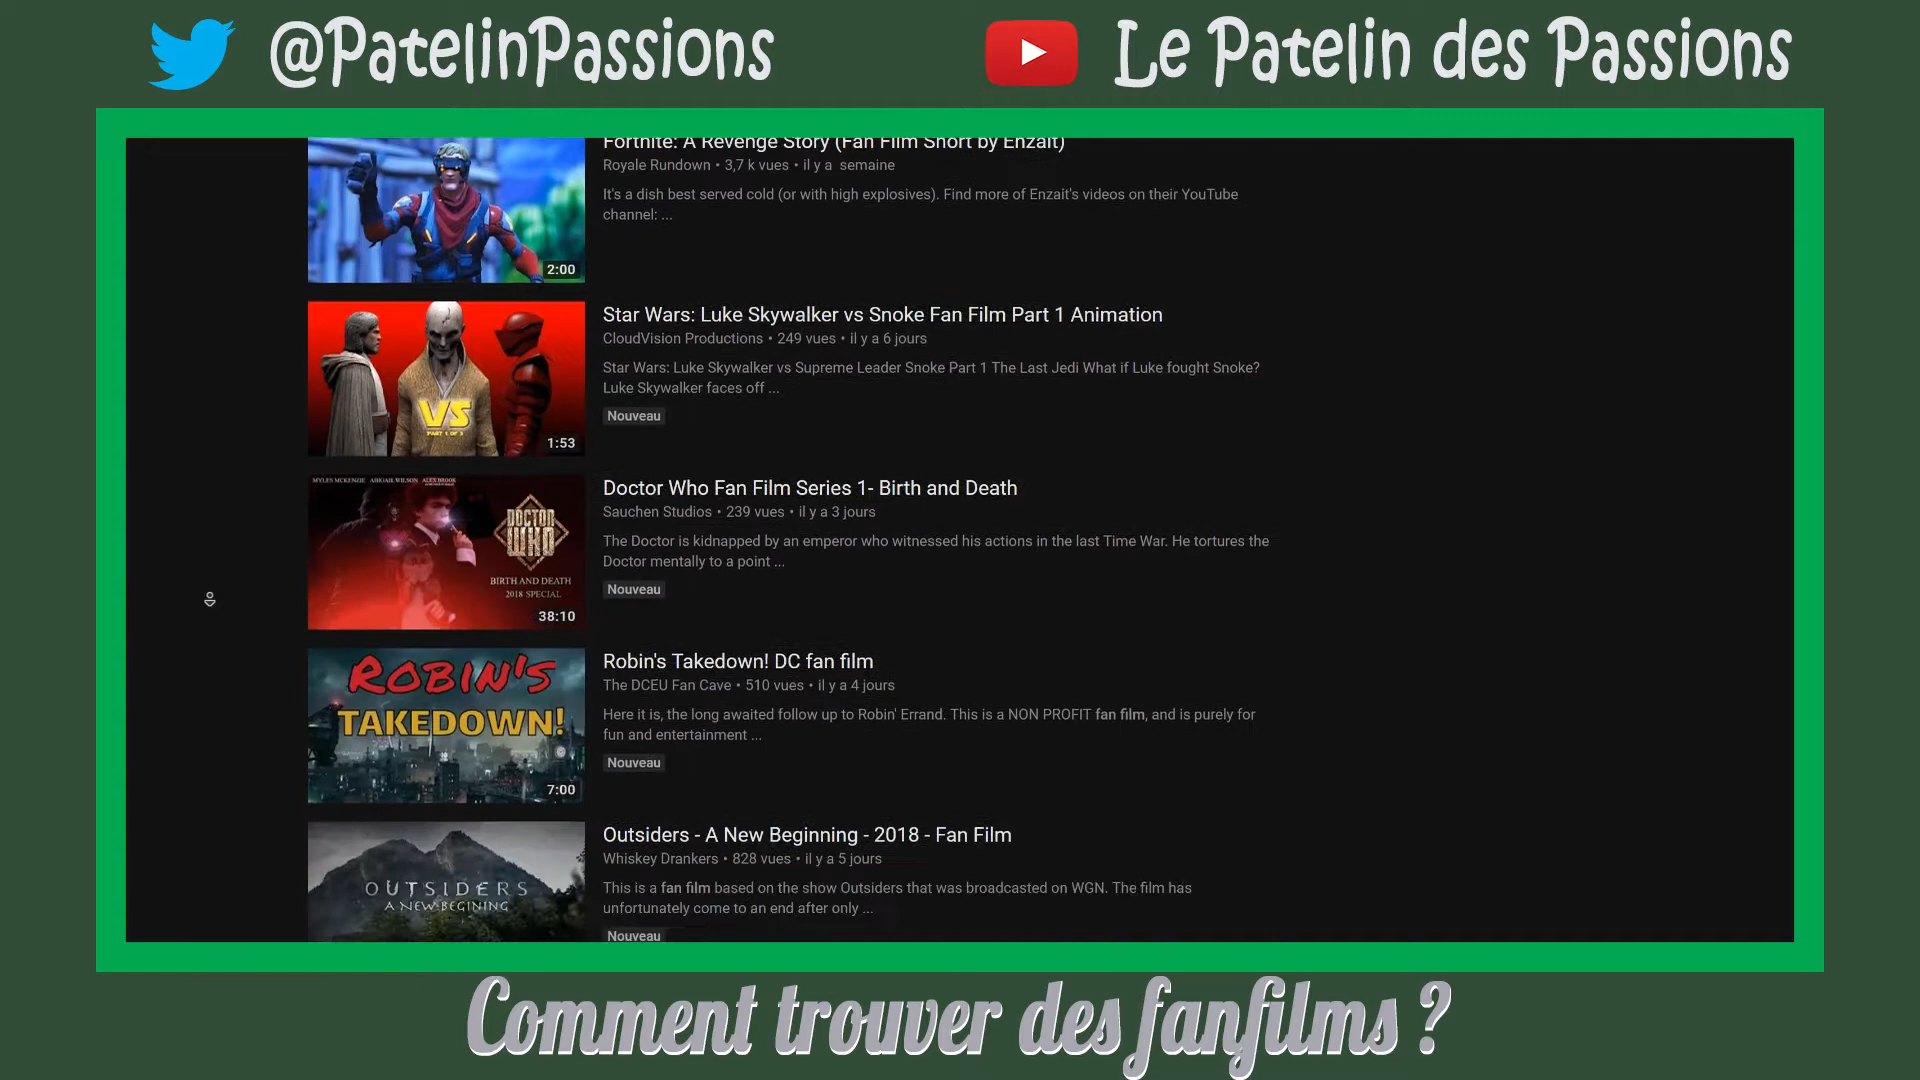 @PatelinPassions
Le Patelin des Passions
Fortnite: A Revenge Story (Fan Film Short by Enzait)
Royale Rundown • 3,7 k vues • il y a semaine
It's a dish best served cold (or with high explosives). Find more of Enzait's videos on their YouTube
channel: ...
2:00
Star Wars: Luke Skywalker vs Snoke Fan Film Part 1 Animation
CloudVision Productions • 249 vues • il y a 6 jours
Star Wars: Luke Skywalker vs Supreme Leader Snoke Part 1 The Last Jedi What if Luke fought Snoke?
Luke Skywalker faces off ...
Nouveau
VS
1:53
MYLES MCKENZIE ABIGAIL WILSON ALEX BROOK
DOCTOR
WHO
BIRTH AND DEATH
2018 SPECIAL
38:10
Doctor Who Fan Film Series 1- Birth and Death
Sauchen Studios • 239 vues • il y a 3 jours
The Doctor is kidnapped by an emperor who witnessed his actions in the last Time War. He tortures the
Doctor mentally to a point ...
Nouveau
ROBIN'S
TAKEDOWN!
7:00
Robin's Takedown! DC fan film
The DCEU Fan Cave • 510 vues • il y a 4 jours
Here it is, the long awaited follow up to Robin' Errand. This is a NON PROFIT fan film, and is purely for
fun and entertainment ...
Nouveau
OUTSIDERS
A NEW BEGINING
Outsiders - A New Beginning - 2018 - Fan Film
Whiskey Drankers • 828 vues • il y a 5 jours
This is a fan film based on the show Outsiders that was broadcasted on WGN. The film has
unfortunately come to an end after only ...
Nouveau
Comment trouver des fanfilms ?